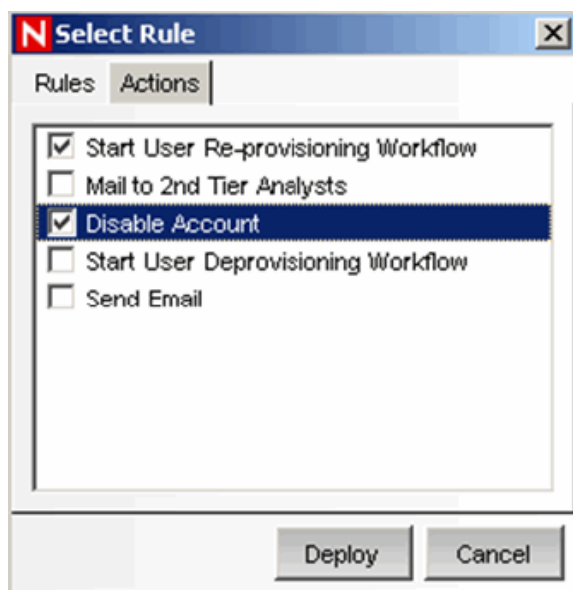 N Select Rule
Rules Actions
Start User Re-provisioning Workflow
Mail to 2nd Tier Analysts
Disable Account
Start User Deprovisioning Workflow
Send Email
Deploy Cancel